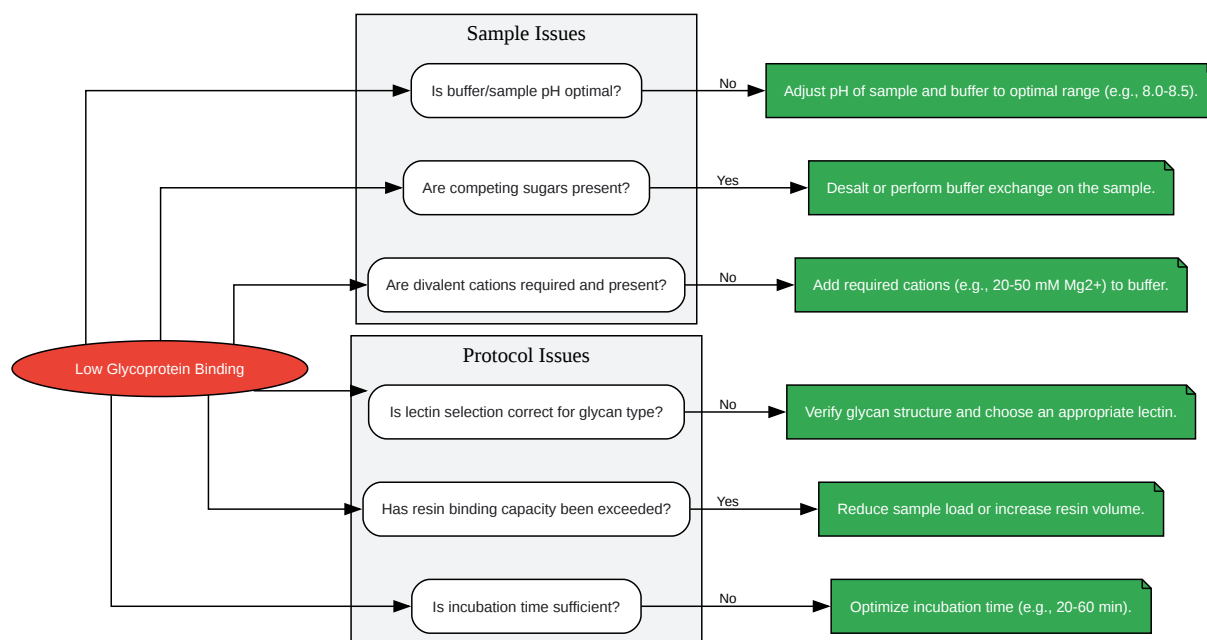 Sample Issues
Is buffer/sample pH optimal?
No
Adjust pH of sample and buffer to optimal range (e.g., 8.0-8.5).
Are competing sugars present?
Yes
Desalt or perform buffer exchange on the sample.
Are divalent cations required and present?
No
Add required cations (e.g., 20-50 mM Mg2+) to buffer.
Low Glycoprotein Binding
Protocol Issues
Is lectin selection correct for glycan type?
No
Verify glycan structure and choose an appropriate lectin.
Has resin binding capacity been exceeded?
Yes
Reduce sample load or increase resin volume.
Is incubation time sufficient?
No
Optimize incubation time (e.g., 20-60 min).